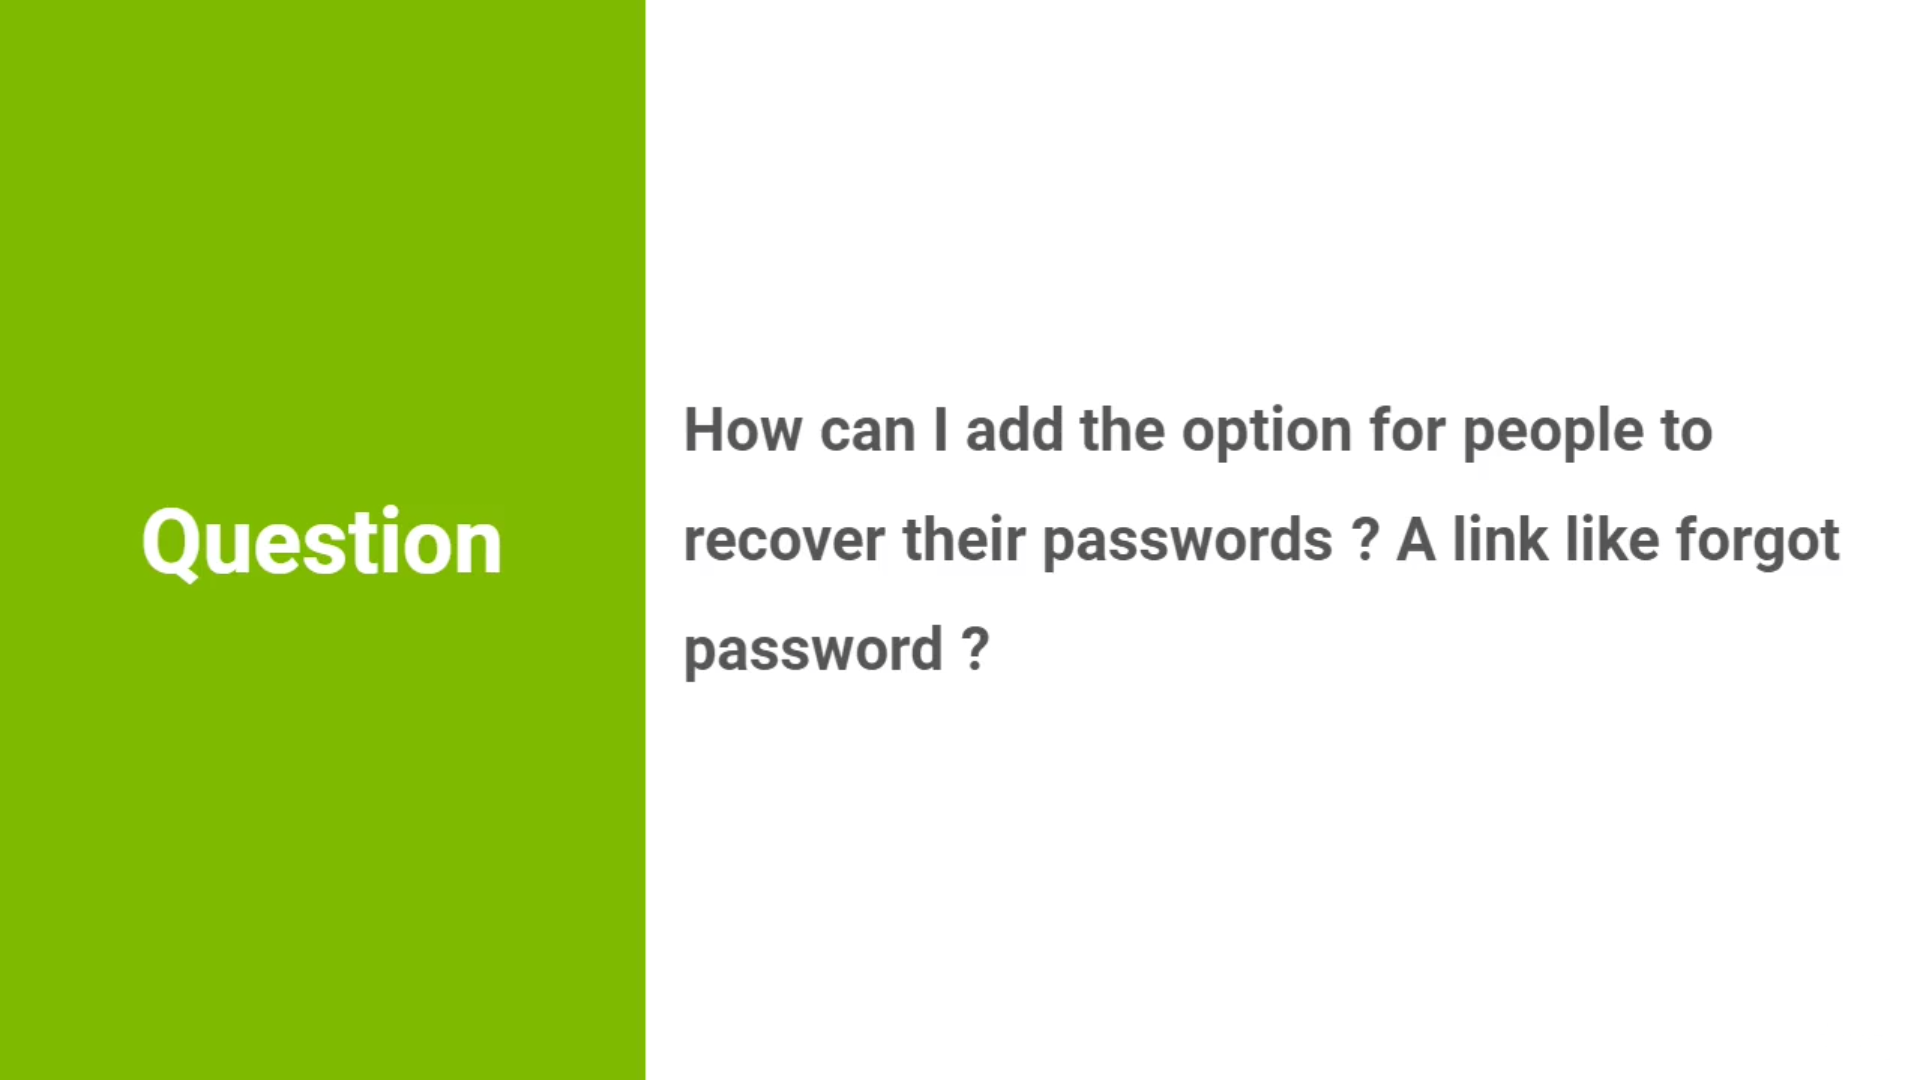 Question
How can I add the option for people to
recover their passwords ? A link like forgot
password ?